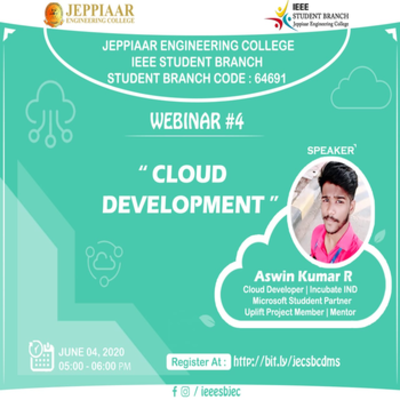 JEPPIAAR
ENGINEERING COLLEGE
IEEE
STUDENT BRANCH
Jeppiaar Engineering College
JEPPIAAR ENGINEERING COLLEGE
IEEE STUDENT BRANCH
STUDENT BRANCH CODE : 64691
WEBINAR #4
SPEAKER`
“ CLOUD
DEVELOPMENT ”
Aswin Kumar R
Cloud Developer | Incubate IND
Microsoft Studdent Partner
Uplift Project Member | Mentor
JUNE 04, 2020
05:00 - 06:00 PM
Register At : http://bit.ly/jecsbcdms
f / ieeesbjec